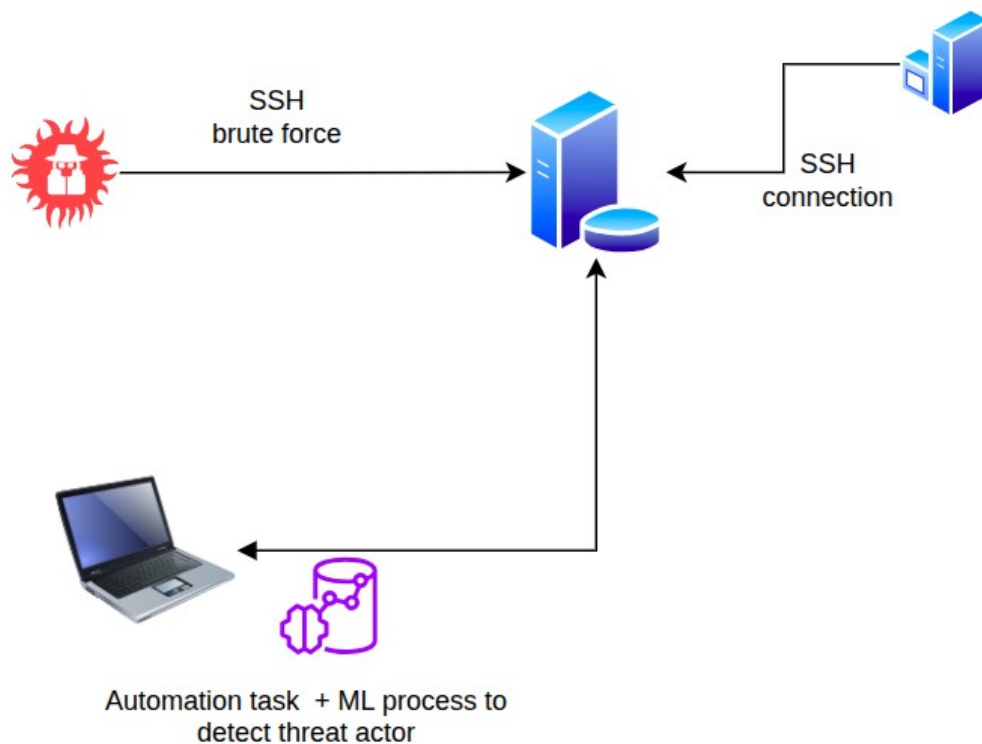 SSH
brute force
SSH
connection
Automation task + ML process to
detect threat actor